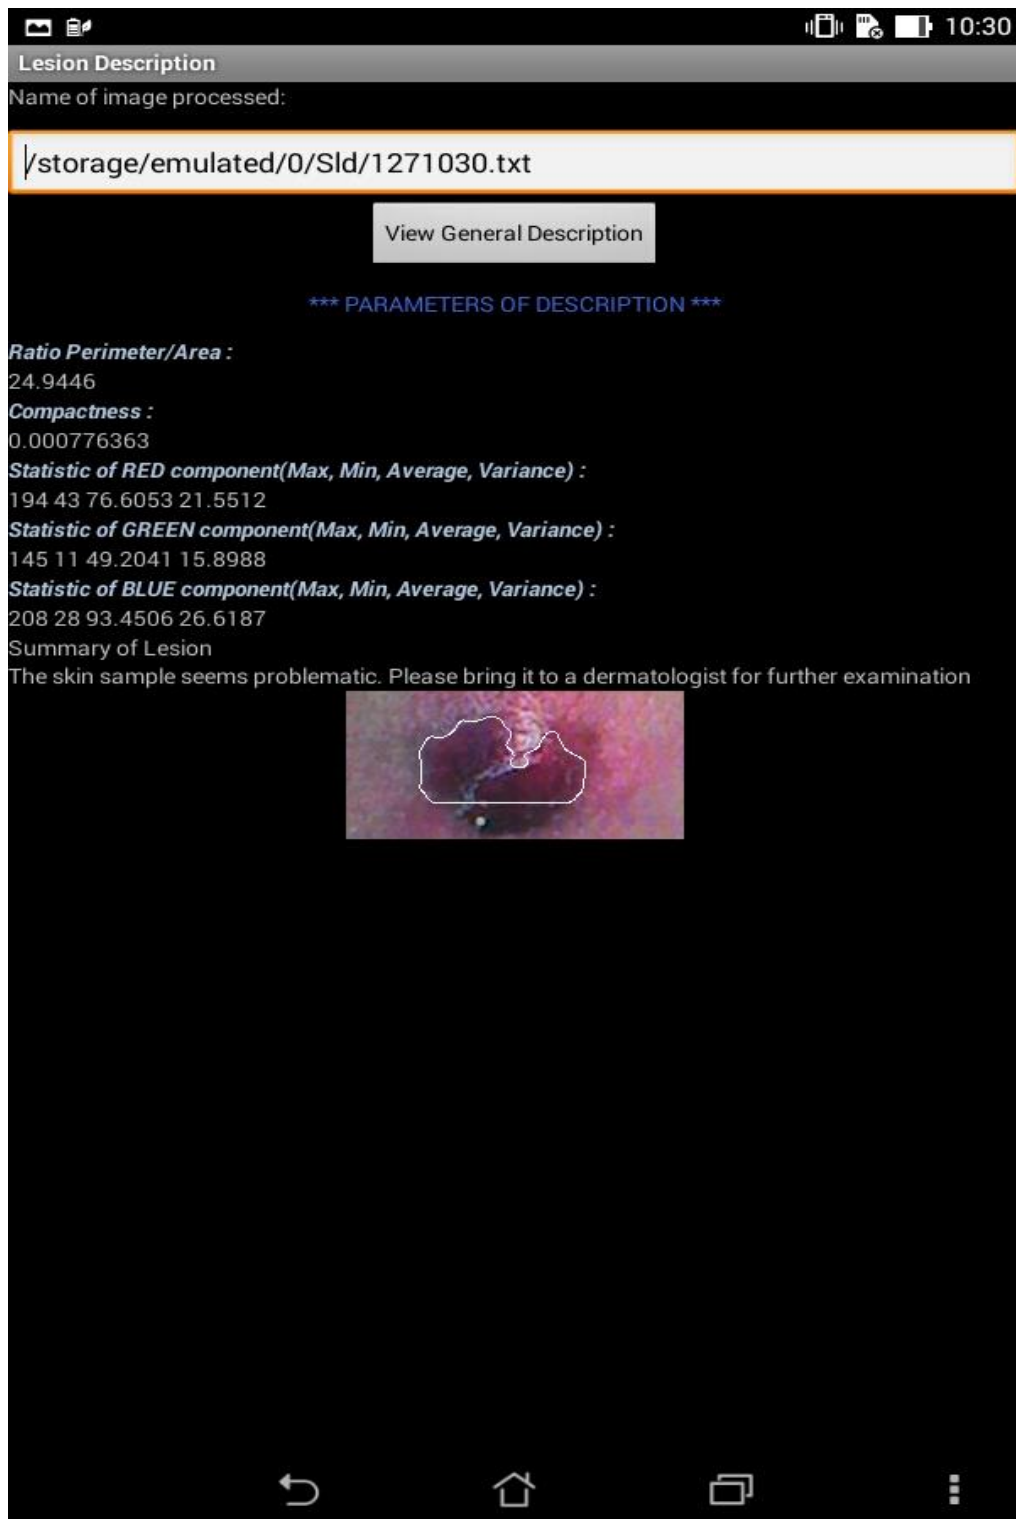 10:30
Lesion Description
Name of image processed:
/storage/emulated/0/Sld/1271030.txt
View General Description
*** PARAMETERS OF DESCRIPTION ***
Ratio Perimeter/Area :
24.9446
Compactness :
0.000776363
Statistic of RED component(Max, Min, Average, Variance) :
194 43 76.6053 21.5512
Statistic of GREEN component(Max, Min, Average, Variance) :
145 11 49.2041 15.8988
Statistic of BLUE component(Max, Min, Average, Variance) :
208 28 93.4506 26.6187
Summary of Lesion
The skin sample seems problematic. Please bring it to a dermatologist for further examination